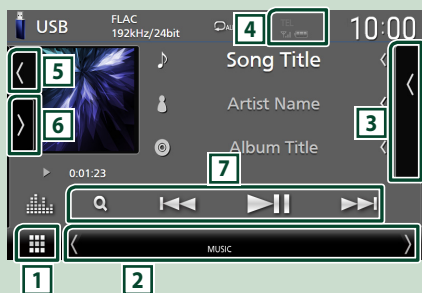 USB
FLAC
192kHz/24bit
4
TEL
10:00
5
Song Title
6
Artist Name
3
Album Title
0:01:23
7
MUSIC
1
2